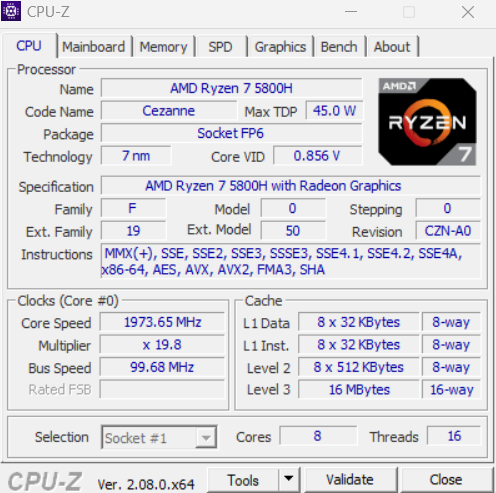 CPU-Z
CPU Mainboard Memory SPD Graphics Bench About
Processor
Name AMD Ryzen 7 5800H
Code Name Cezanne Max TDP 45.0 W
Package Socket FP6
Technology 7 nm Core VID 0.856 V
AMD
RYZEN
7
Specification AMD Ryzen 7 5800H with Radeon Graphics
Family F Model 0 Stepping 0
Ext. Family 19 Ext. Model 50 Revision CZN-A0
Instructions MMX(+), SSE, SSE2, SSE3, SSSE3, SSE4.1, SSE4.2, SSE4A,
x86-64, AES, AVX, AVX2, FMA3, SHA
Clocks (Core #0) Cache
Core Speed 1973.65 MHz L1 Data 8 x 32 KBytes 8-way
Multiplier x 19.8 L1 Inst. 8 x 32 KBytes 8-way
Bus Speed 99.68 MHz Level 2 8 x 512 KBytes 8-way
Rated FSB Level 3 16 MBytes 16-way
Selection Socket #1 Cores 8 Threads 16
CPU-Z Ver. 2.08.0.x64 Tools Validate Close